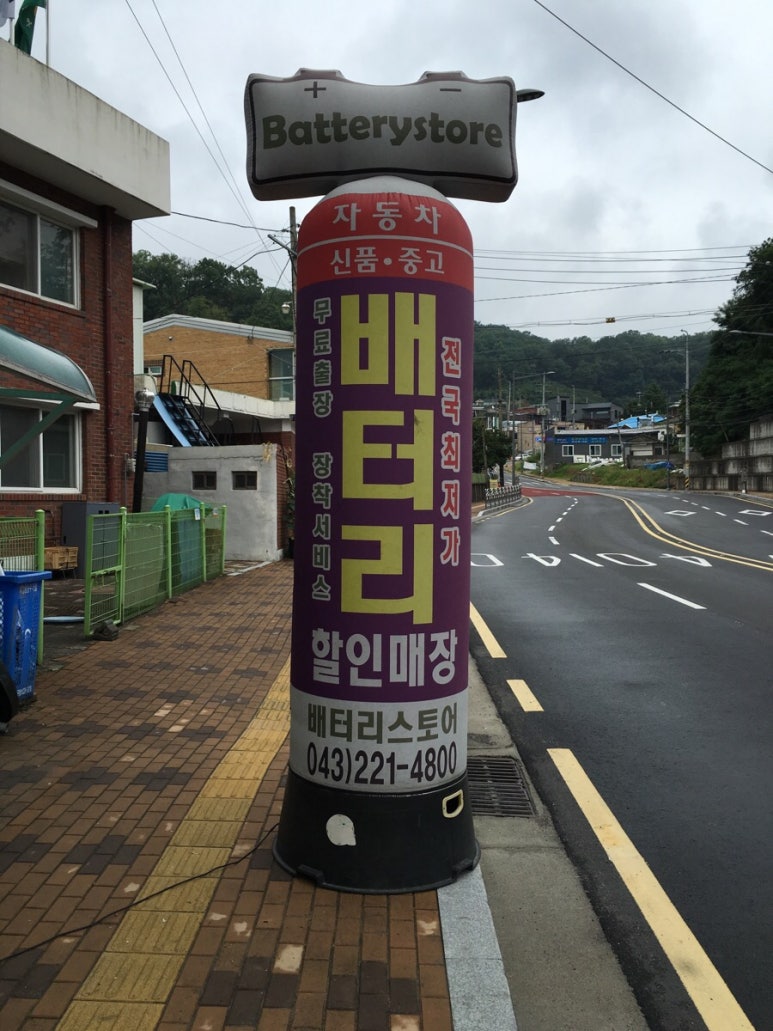 + −
Batterystore
자동차
신품·중고
무료출장 장착서비스
배터리
전국최저가
할인매장
배터리스토어
043)221-4800